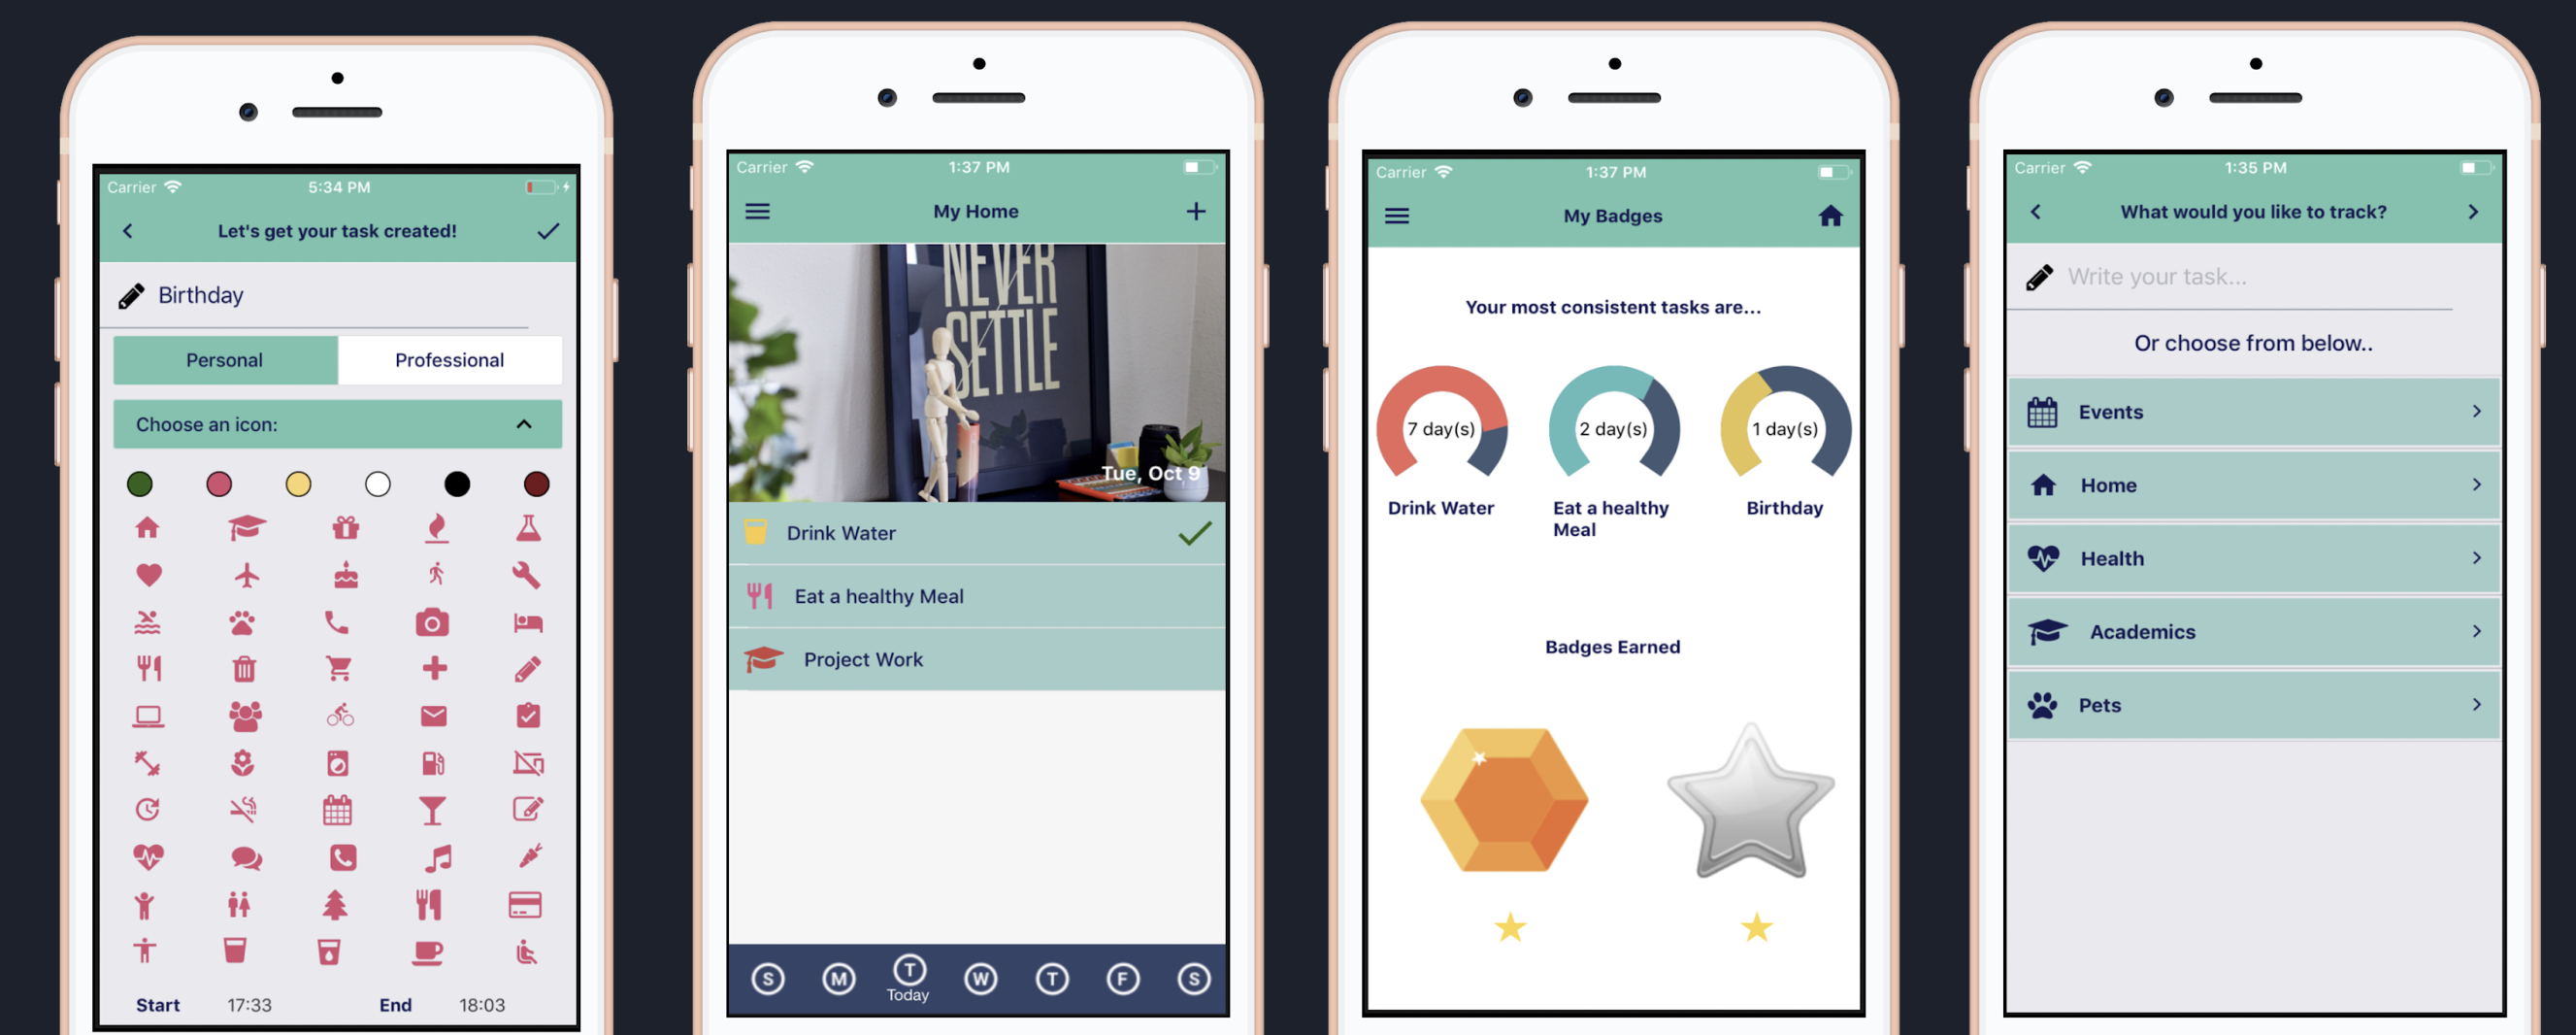 Carrier
5:34 PM
Let's get your task created!
Birthday
Personal
Professional
Choose an icon:
Start
17:33
End
18:03
Carrier
1:37 PM
My Home
NEVER
SETTLE
Tue, Oct 9
Drink Water
Eat a healthy Meal
Project Work
S
M
T
W
T
F
S
Today
Carrier
1:37 PM
My Badges
Your most consistent tasks are...
7 day(s)
2 day(s)
1 day(s)
Drink Water
Eat a healthy
Meal
Birthday
Badges Earned
Carrier
1:35 PM
What would you like to track?
Write your task...
Or choose from below..
Events
Home
Health
Academics
Pets